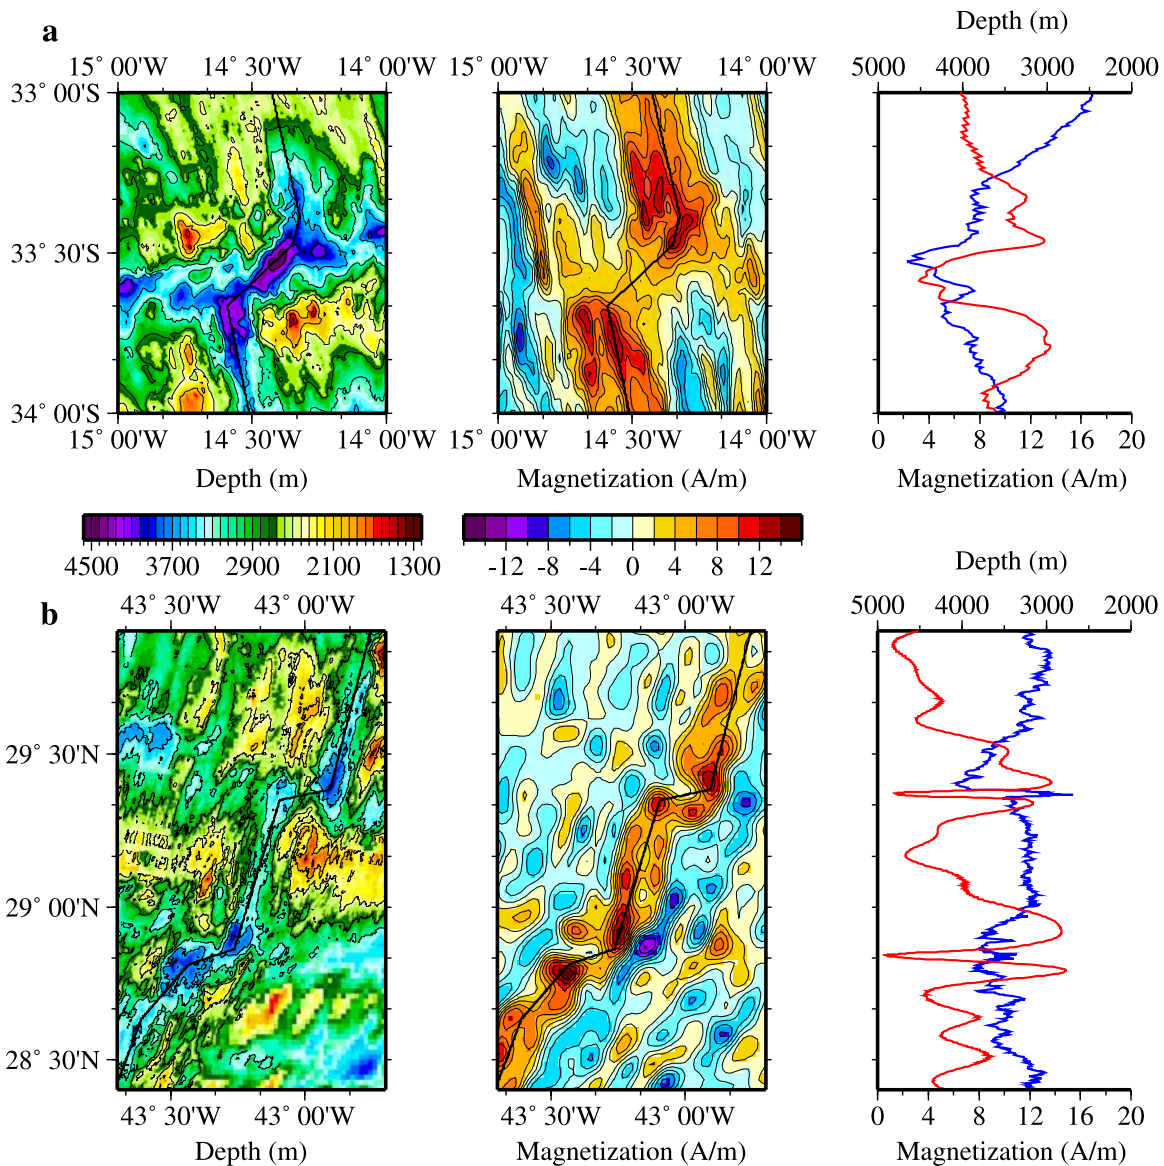 a
Depth (m)
15° 00'W 14° 30'W 14° 00'W 15° 00'W 14° 30'W 14° 00'W 5000 4000 3000 2000
33° 00'S
33° 30'S
34° 00'S
15° 00'W 14° 30'W 14° 00'W 15° 00'W 14° 30'W 14° 00'W 0 4 8 12 16 20
Depth (m) Magnetization (A/m) Magnetization (A/m)
4500 3700 2900 2100 1300 -12 -8 -4 0 4 8 12
Depth (m)
b
43° 30'W 43° 00'W 43° 30'W 43° 00'W 5000 4000 3000 2000
29° 30'N
29° 00'N
28° 30'N
43° 30'W 43° 00'W 43° 30'W 43° 00'W 0 4 8 12 16 20
Depth (m) Magnetization (A/m) Magnetization (A/m)